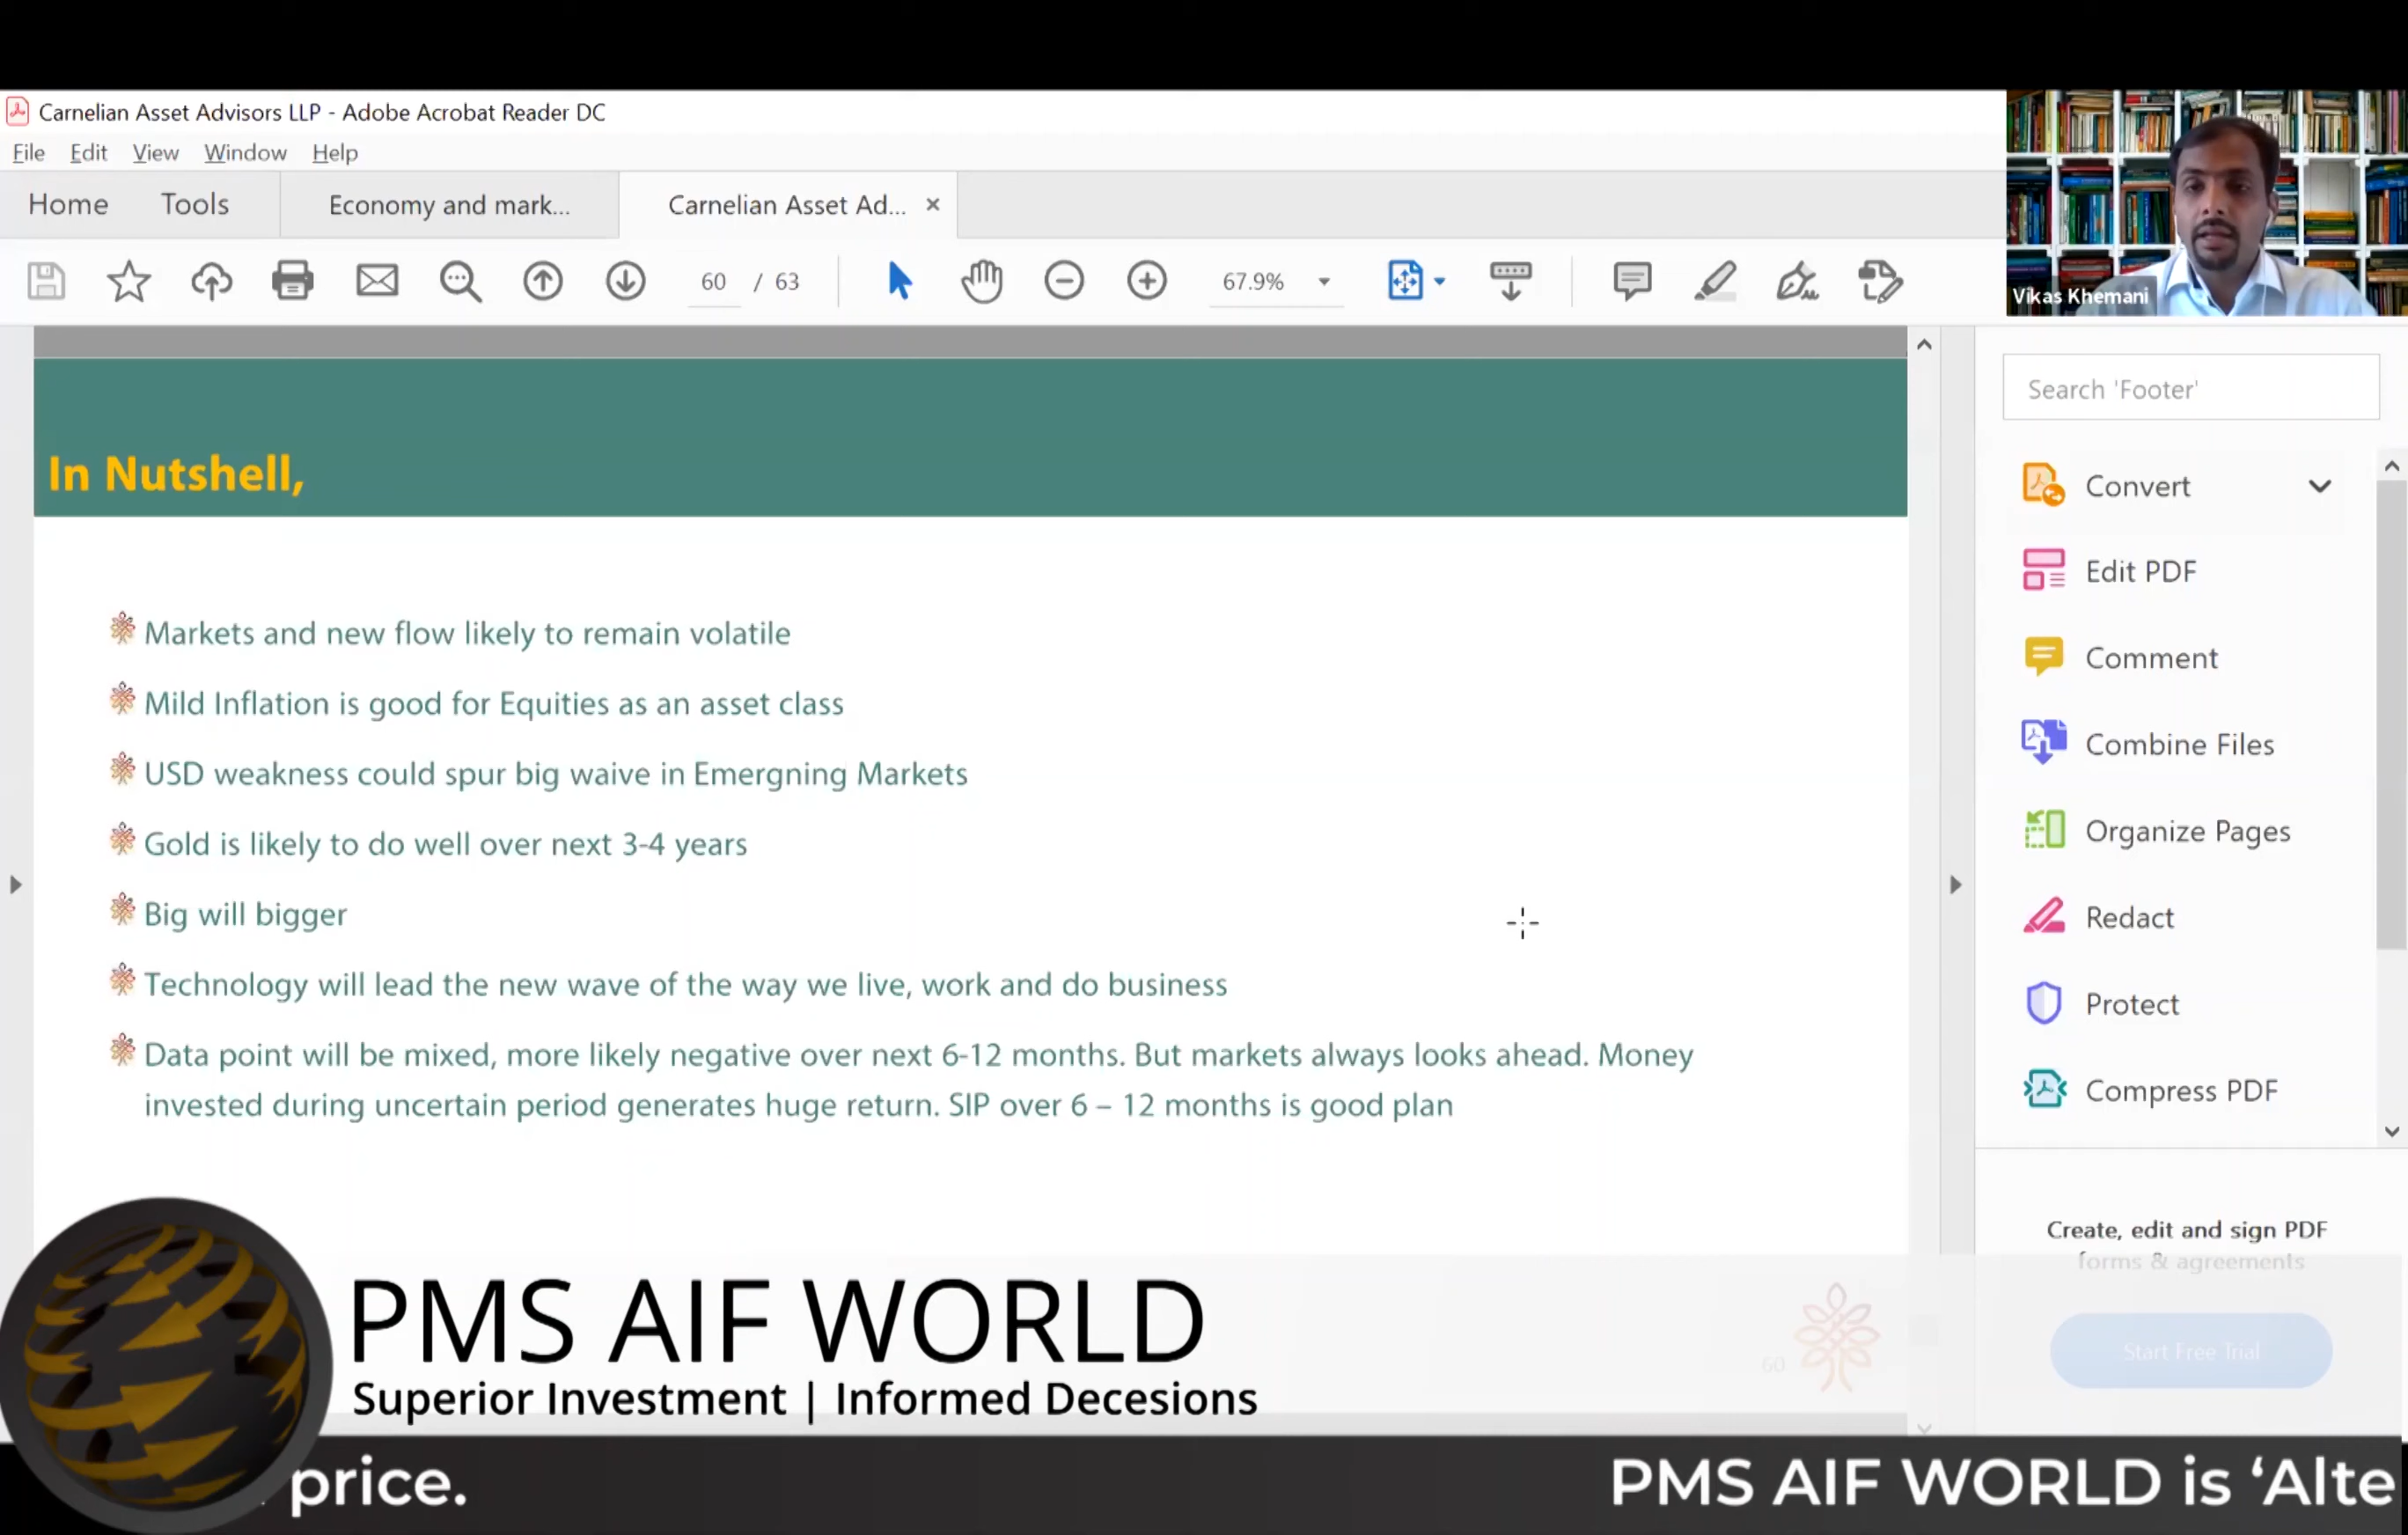 Carnelian Asset Advisors LLP - Adobe Acrobat Reader DC
File Edit View Window Help
Home Tools Economy and mark... Carnelian Asset Ad... ×
60 / 63 67.9%
Vikas Khemani
Search 'Footer'
In Nutshell,
Markets and new flow likely to remain volatile
Mild Inflation is good for Equities as an asset class
USD weakness could spur big waive in Emergning Markets
Gold is likely to do well over next 3-4 years
Big will bigger
Technology will lead the new wave of the way we live, work and do business
Data point will be mixed, more likely negative over next 6-12 months. But markets always looks ahead. Money
invested during uncertain period generates huge return. SIP over 6 – 12 months is good plan
60
Convert
Edit PDF
Comment
Combine Files
Organize Pages
Redact
Protect
Compress PDF
Create, edit and sign PDF
forms & agreements
Start Free Trial
PMS AIF WORLD
Superior Investment | Informed Decesions
price. PMS AIF WORLD is ‘Alte